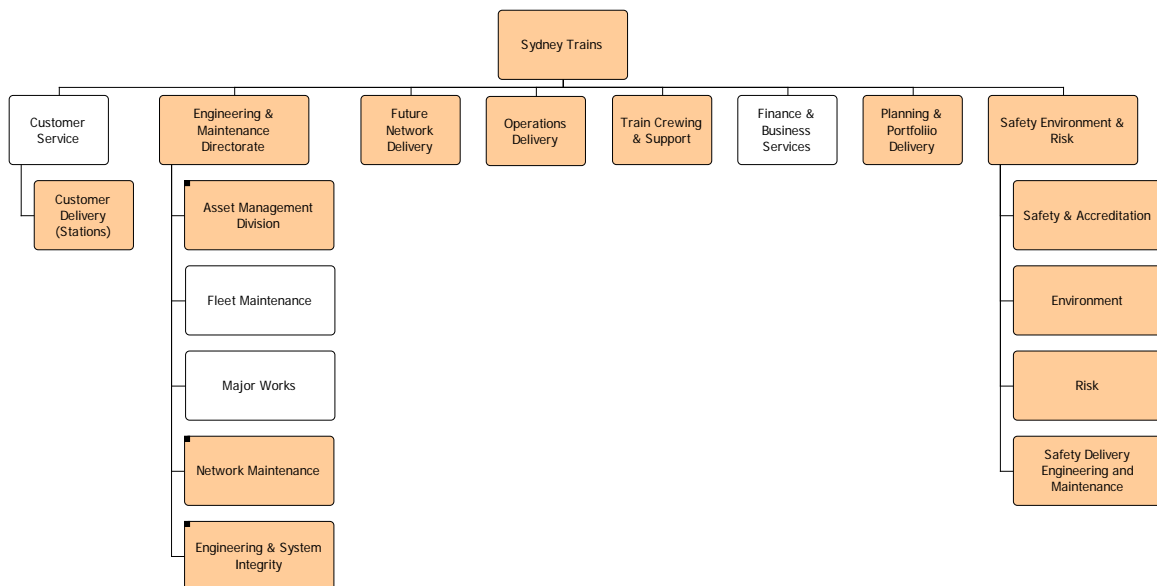 Sydney Trains
Customer
Service
Engineering &
Maintenance
Directorate
Future
Network
Delivery
Operations
Delivery
Train Crewing
& Support
Finance &
Business
Services
Planning &
Portfolio
Delivery
Safety Environment &
Risk
Customer
Delivery
(Stations)
Asset Management
Division
Fleet Maintenance
Major Works
Network Maintenance
Engineering & System
Integrity
Safety & Accreditation
Environment
Risk
Safety Delivery
Engineering and
Maintenance